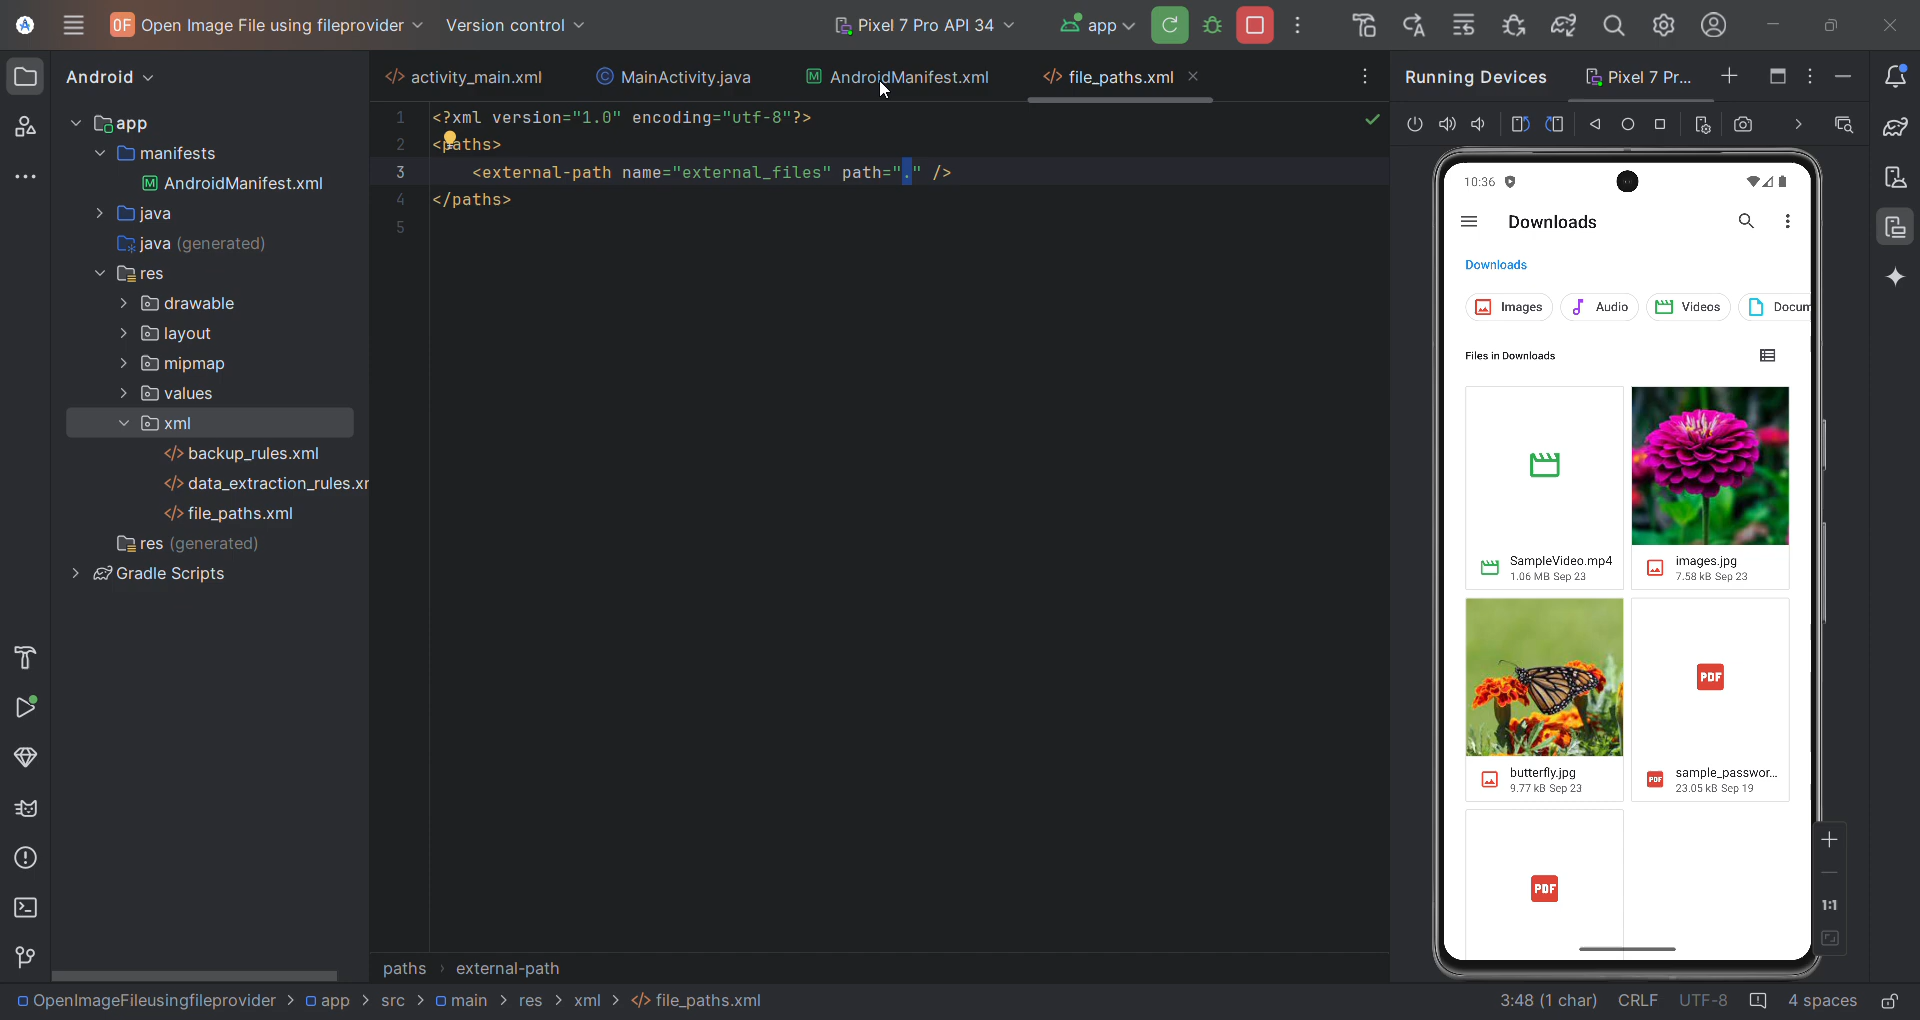 OF Open Image File using fileprovider
Version control
Pixel 7 Pro API 34
app
Android
app
manifests
AndroidManifest.xml
java
java (generated)
res
drawable
layout
mipmap
values
xml
backup_rules.xml
data_extraction_rules.xr
file_paths.xml
res (generated)
Gradle Scripts
activity_main.xml
MainActivity.java
AndroidManifest.xml
file_paths.xml
1 <?xml version="1.0" encoding="utf-8"?>
2 <paths>
3 <external-path name="external_files" path="." />
4 </paths>
5
paths > external-path
Running Devices
Pixel 7 Pr...
10:36
Downloads
Downloads
Images
Audio
Videos
Docum
Files in Downloads
SampleVideo.mp4
1.06 MB Sep 23
images.jpg
7.58 kB Sep 23
butterfly.jpg
9.77 kB Sep 23
PDF
PDF
sample_passwor...
23.05 kB Sep 19
PDF
1:1
OpenImageFileusingfileprovider > app > src > main > res > xml > file_paths.xml
3:48 (1 char)
CRLF
UTF-8
4 spaces